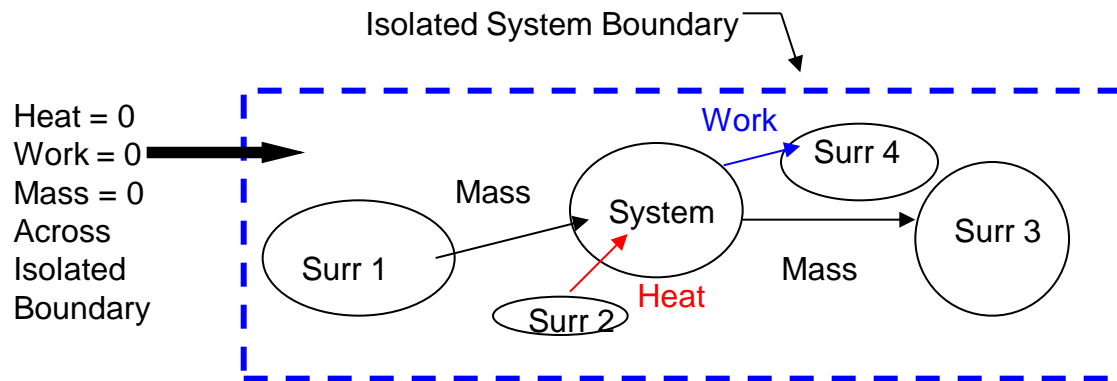 Isolated System Boundary
Heat = 0
Work = 0
Mass = 0
Across
Isolated
Boundary
Work
Surr 4
Mass
System
Surr 3
Surr 1
Mass
Heat
Surr 2